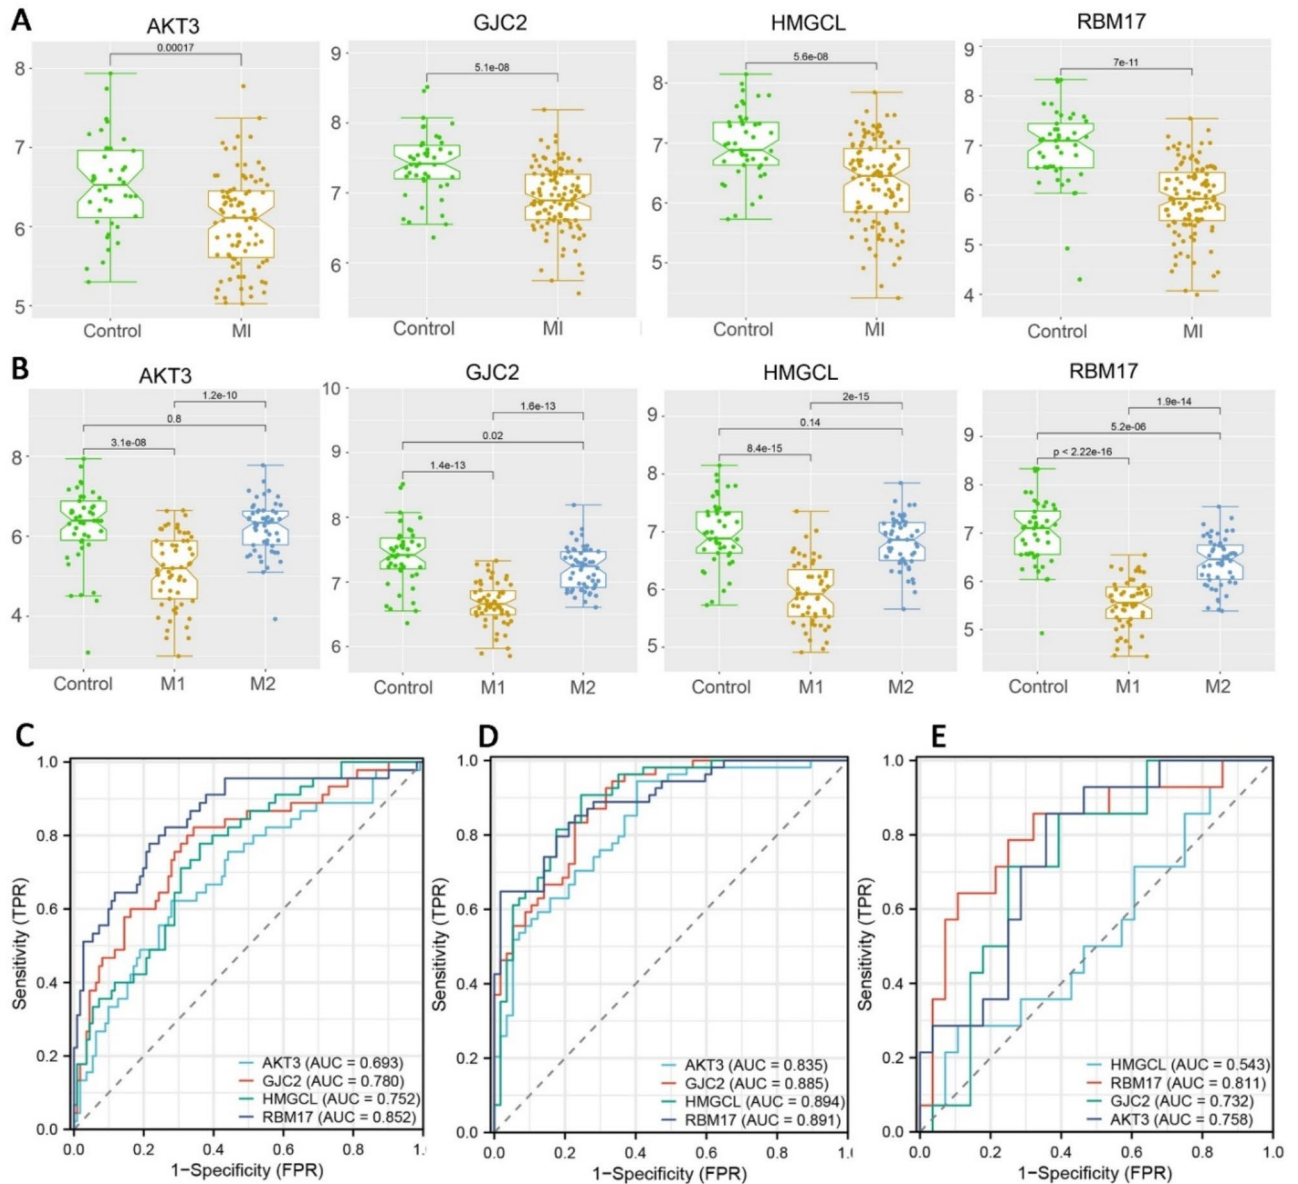 A
AKT3
GJC2
HMGCL
RBM17
0.00017
5.1e-08
5.6e-08
7e-11
8
7
6
5
9
8
7
6
8
7
6
5
9
8
7
6
5
4
Control MI
Control MI
Control MI
Control MI
B
AKT3
GJC2
HMGCL
RBM17
1.2e-10
0.8
3.1e-08
1.6e-13
0.02
1.4e-13
2e-15
0.14
8.4e-15
1.9e-14
5.2e-06
p < 2.22e-16
8
6
4
10
9
8
7
6
9
8
7
6
5
9
8
7
6
5
Control M1 M2
Control M1 M2
Control M1 M2
Control M1 M2
C
Sensitivity (TPR)
1.0
0.8
0.6
0.4
0.2
0.0
AKT3 (AUC = 0.693)
GJC2 (AUC = 0.780)
HMGCL (AUC = 0.752)
RBM17 (AUC = 0.852)
0.0 0.2 0.4 0.6 0.8 1.
1−Specificity (FPR)
D
Sensitivity (TPR)
1.0
0.8
0.6
0.4
0.2
0.0
AKT3 (AUC = 0.835)
GJC2 (AUC = 0.885)
HMGCL (AUC = 0.894)
RBM17 (AUC = 0.891)
0.0 0.2 0.4 0.6 0.8 1.0
1−Specificity (FPR)
E
Sensitivity (TPR)
1.0
0.8
0.6
0.4
0.2
0.0
HMGCL (AUC = 0.543)
RBM17 (AUC = 0.811)
GJC2 (AUC = 0.732)
AKT3 (AUC = 0.758)
0.0 0.2 0.4 0.6 0.8 1.0
1−Specificity (FPR)